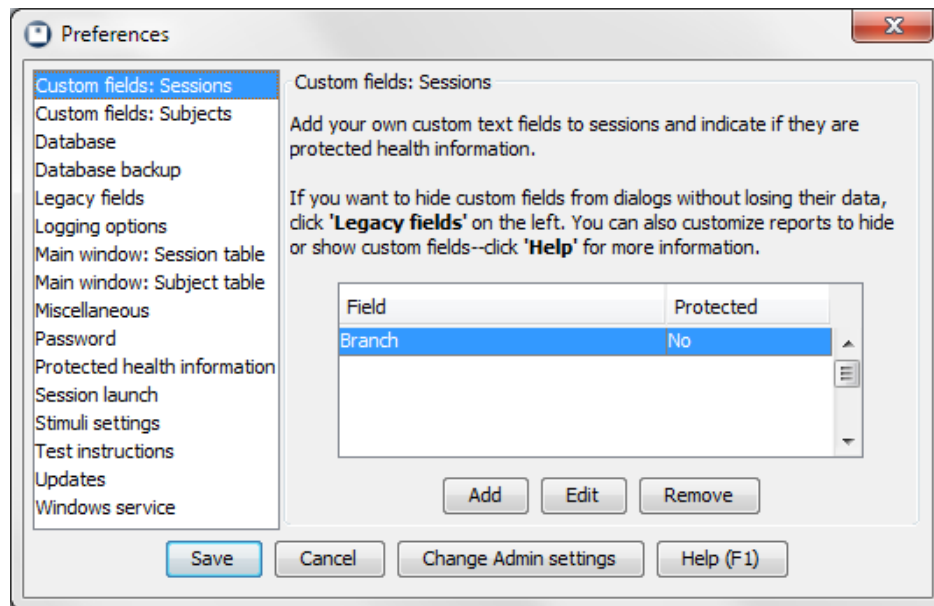 Preferences
Custom fields: Sessions
Custom fields: Subjects
Database
Database backup
Legacy fields
Logging options
Main window: Session table
Main window: Subject table
Miscellaneous
Password
Protected health information
Session launch
Stimuli settings
Test instructions
Updates
Windows service
Custom fields: Sessions
Add your own custom text fields to sessions and indicate if they are
protected health information.
If you want to hide custom fields from dialogs without losing their data,
click 'Legacy fields' on the left. You can also customize reports to hide
or show custom fields--click 'Help' for more information.
Field Protected
Branch No
Add Edit Remove
Save Cancel Change Admin settings Help (F1)